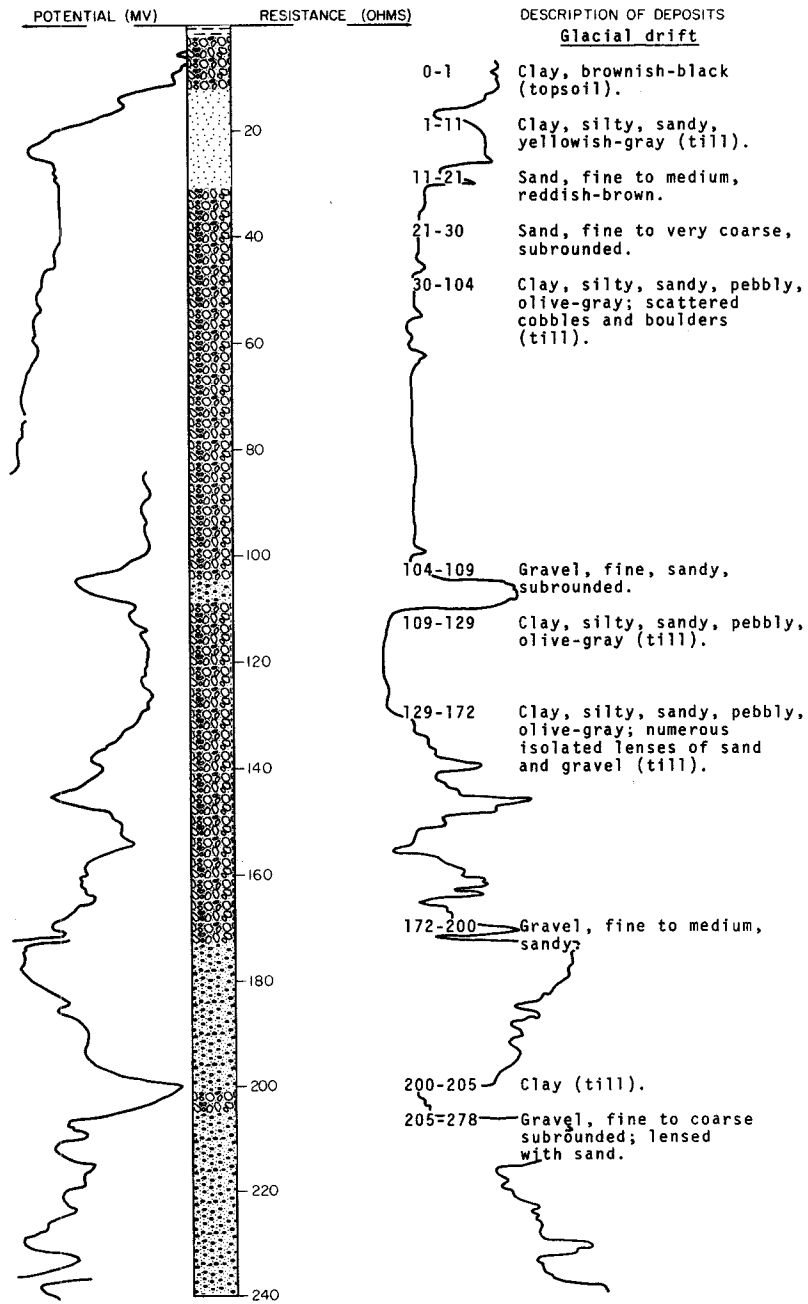 POTENTIAL (MV) RESISTANCE (OHMS) DESCRIPTION OF DEPOSITS
Glacial drift
0-1 Clay, brownish-black
(topsoil).
20
1-11 Clay, silty, sandy,
yellowish-gray (till).
11-21 Sand, fine to medium,
reddish-brown.
40
21-30 Sand, fine to very coarse,
subrounded.
30-104 Clay, silty, sandy, pebbly,
olive-gray; scattered
cobbles and boulders
(till).
60
80
100
104-109 Gravel, fine, sandy,
subrounded.
109-129 Clay, silty, sandy, pebbly,
olive-gray (till).
120
129-172 Clay, silty, sandy, pebbly,
olive-gray; numerous
isolated lenses of sand
and gravel (till).
140
160
172-200 Gravel, fine to medium,
sandy.
180
200
200-205 Clay (till).
205-278 Gravel, fine to coarse
subrounded; lensed
with sand.
220
240